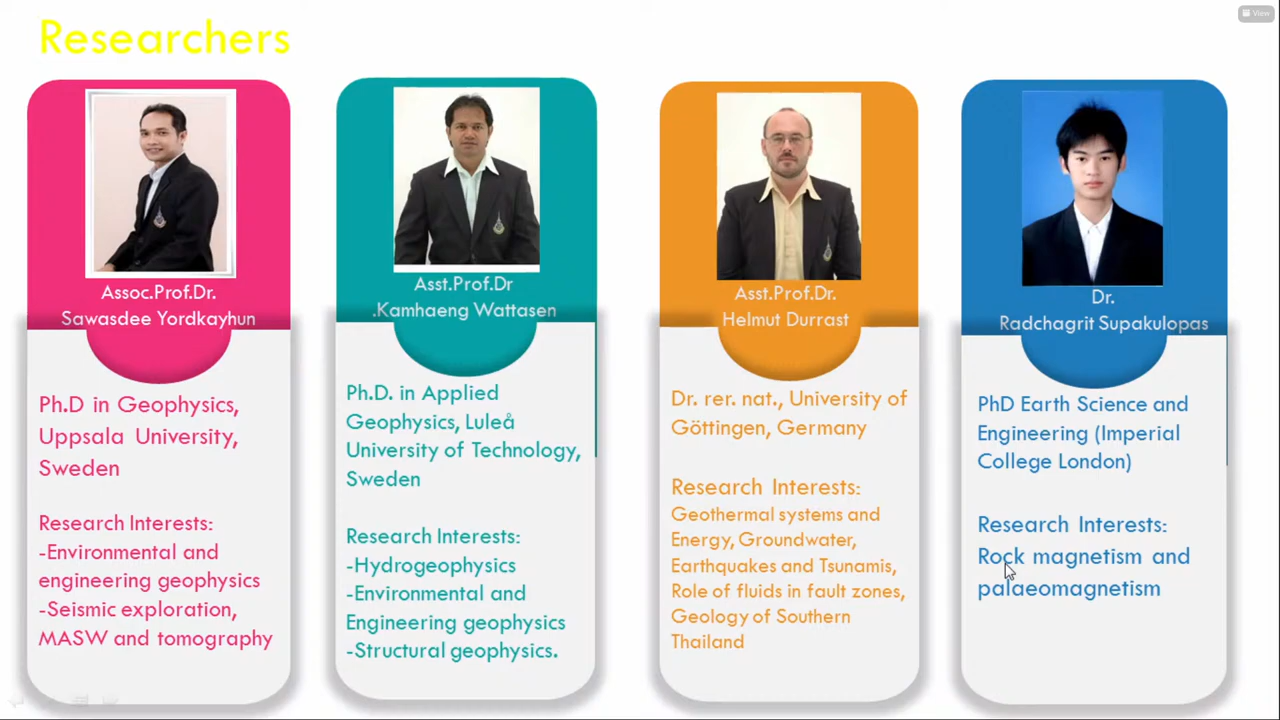 View
Researchers
Assoc.Prof.Dr.
Sawasdee Yordkayhun
Ph.D in Geophysics,
Uppsala University,
Sweden
Research Interests:
-Environmental and
engineering geophysics
-Seismic exploration,
MASW and tomography
Asst.Prof.Dr
.Kamhaeng Wattasen
Ph.D. in Applied
Geophysics, Luleå
University of Technology,
Sweden
Research Interests:
-Hydrogeophysics
-Environmental and
Engineering geophysics
-Structural geophysics.
Asst.Prof.Dr.
Helmut Durrast
Dr. rer. nat., University of
Göttingen, Germany
Research Interests:
Geothermal systems and
Energy, Groundwater,
Earthquakes and Tsunamis,
Role of fluids in fault zones,
Geology of Southern
Thailand
Dr.
Radchagrit Supakulopas
PhD Earth Science and
Engineering (Imperial
College London)
Research Interests:
Rock magnetism and
palaeomagnetism